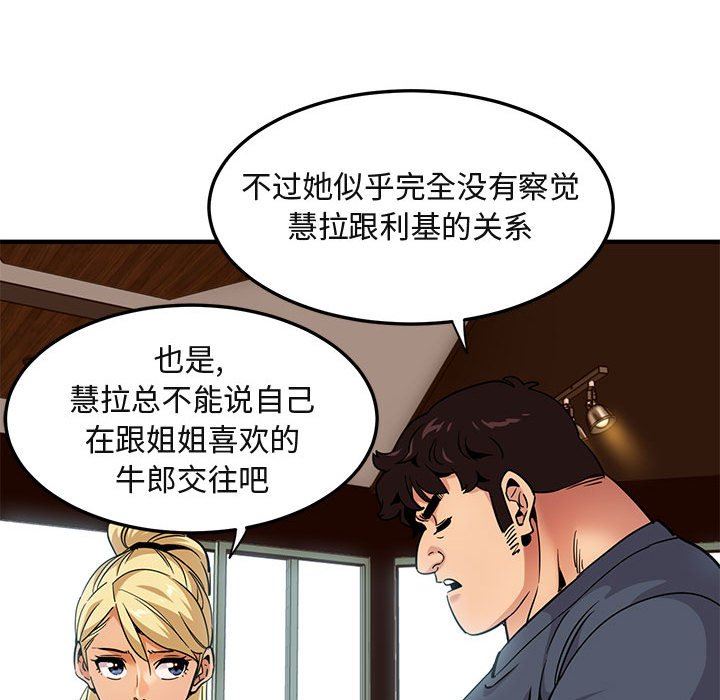 不过她似乎完全没有察觉
慧拉跟利基的关系
也是,
慧拉总不能说自己
在跟姐姐喜欢的
牛郎交往吧